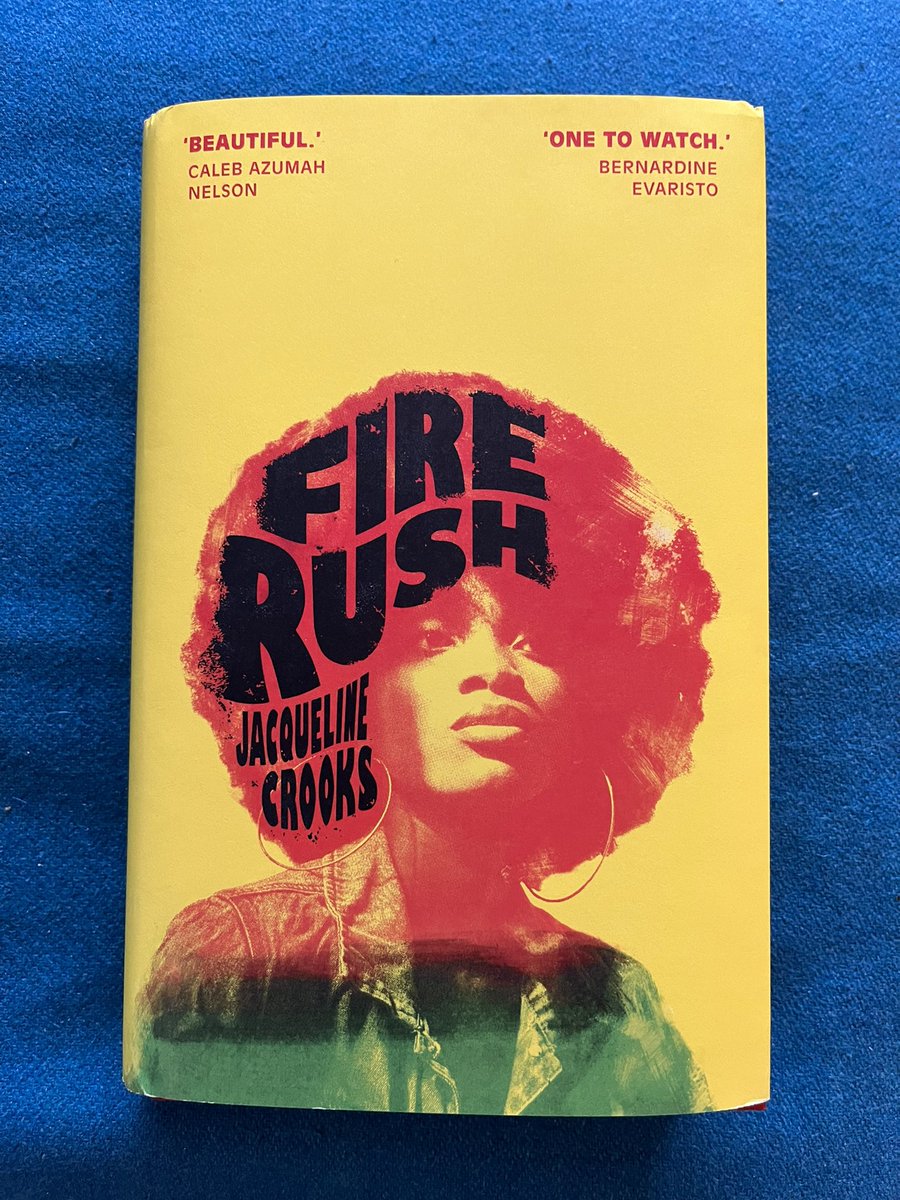 'BEAUTIFUL.'
CALEB AZUMAH
NELSON
'ONE TO WATCH.'
BERNARDINE
EVARISTO
FIRE
RUSH
JACQUELINE
CROOKS